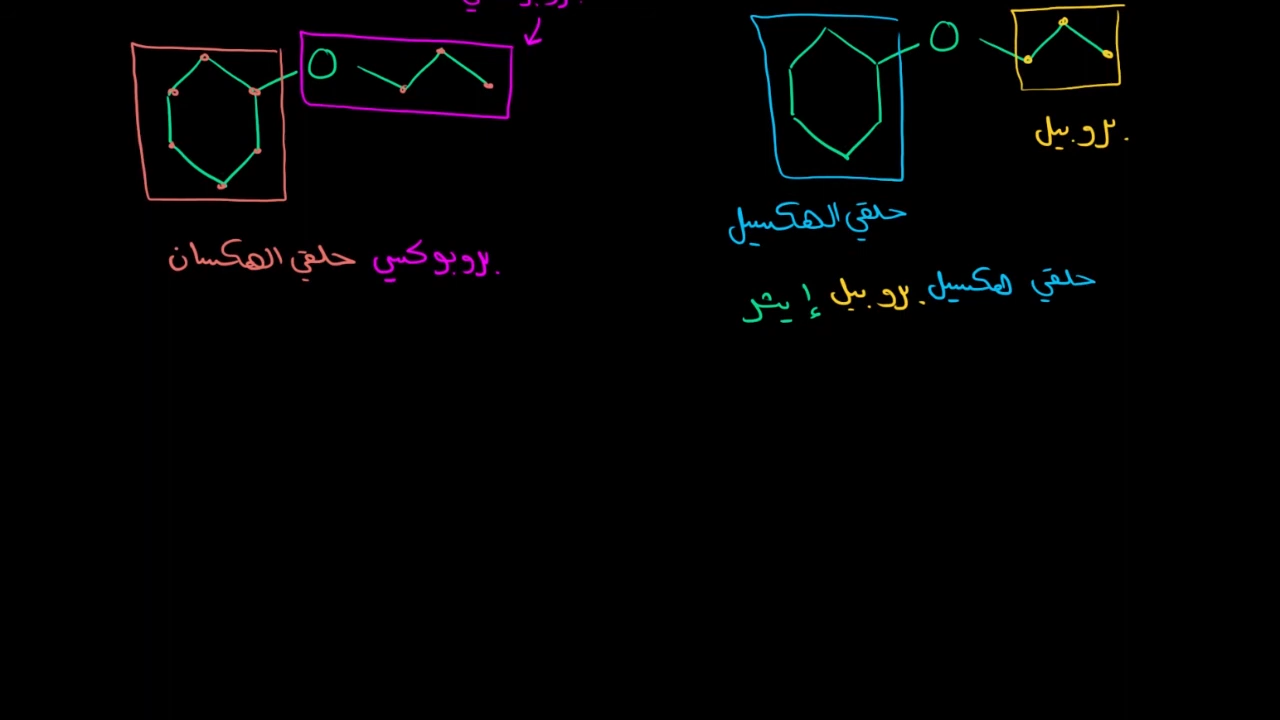 O
O
بروبيل
حلقي الهكسيل
بروبوكسي حلقي الهكسان
حلقي هكسيل بروبيل إيثر